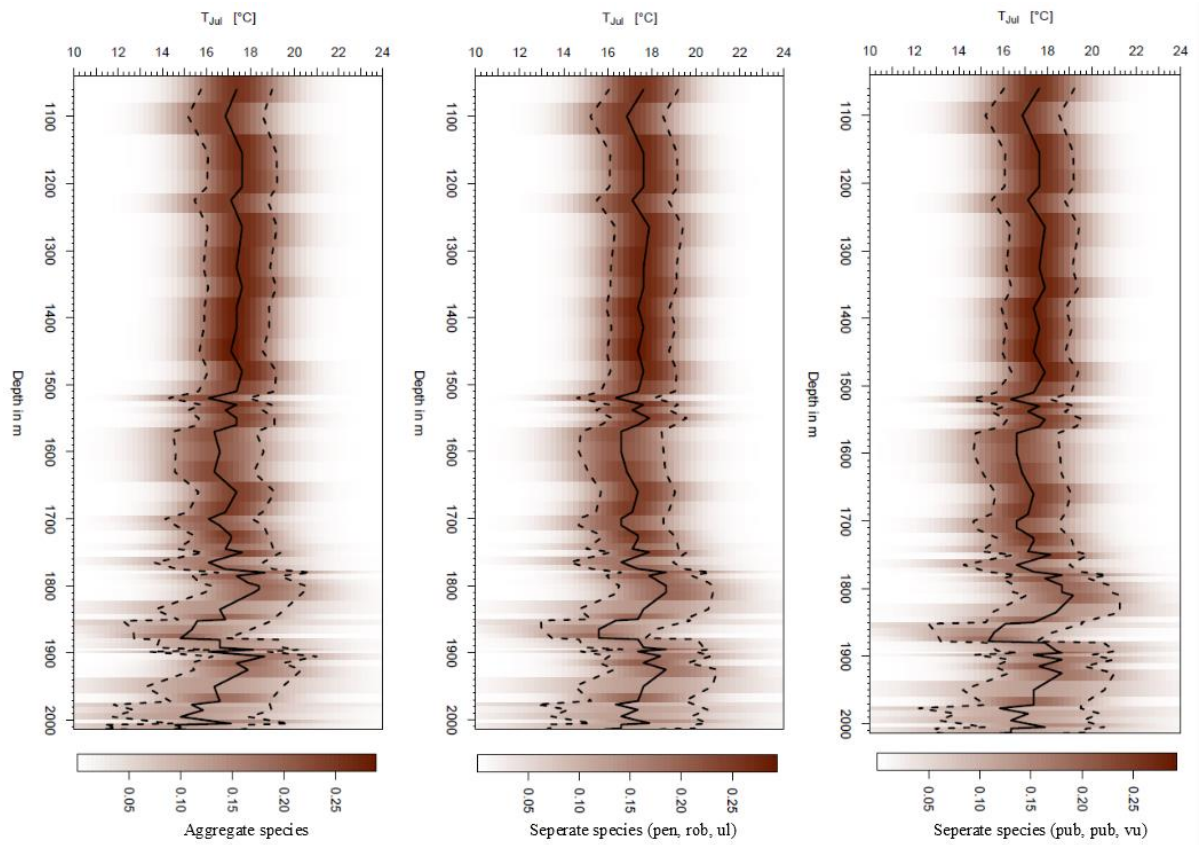 T_Jul [°C]
10 12 14 16 18 20 22 24
Depth in m
1100
1200
1300
1400
1500
1600
1700
1800
1900
2000
0.05 0.10 0.15 0.20 0.25
Aggregate species
T_Jul [°C]
10 12 14 16 18 20 22 24
Depth in m
1100
1200
1300
1400
1500
1600
1700
1800
1900
2000
0.05 0.10 0.15 0.20 0.25
Seperate species (pen, rob, ul)
T_Jul [°C]
10 12 14 16 18 20 22 24
Depth in m
1100
1200
1300
1400
1500
1600
1700
1800
1900
2000
0.05 0.10 0.15 0.20 0.25
Seperate species (pub, pub, vu)